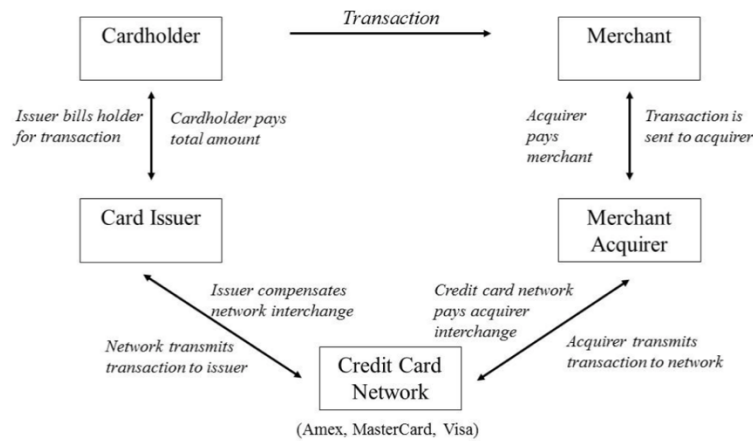 Transaction
Cardholder
Merchant
Issuer bills holder
for transaction
Cardholder pays
total amount
Acquirer
pays
merchant
Transaction is
sent to acquirer
Card Issuer
Merchant
Acquirer
Issuer compensates
network interchange
Credit card network
pays acquirer
interchange
Network transmits
transaction to issuer
Acquirer transmits
transaction to network
Credit Card
Network
(Amex, MasterCard, Visa)